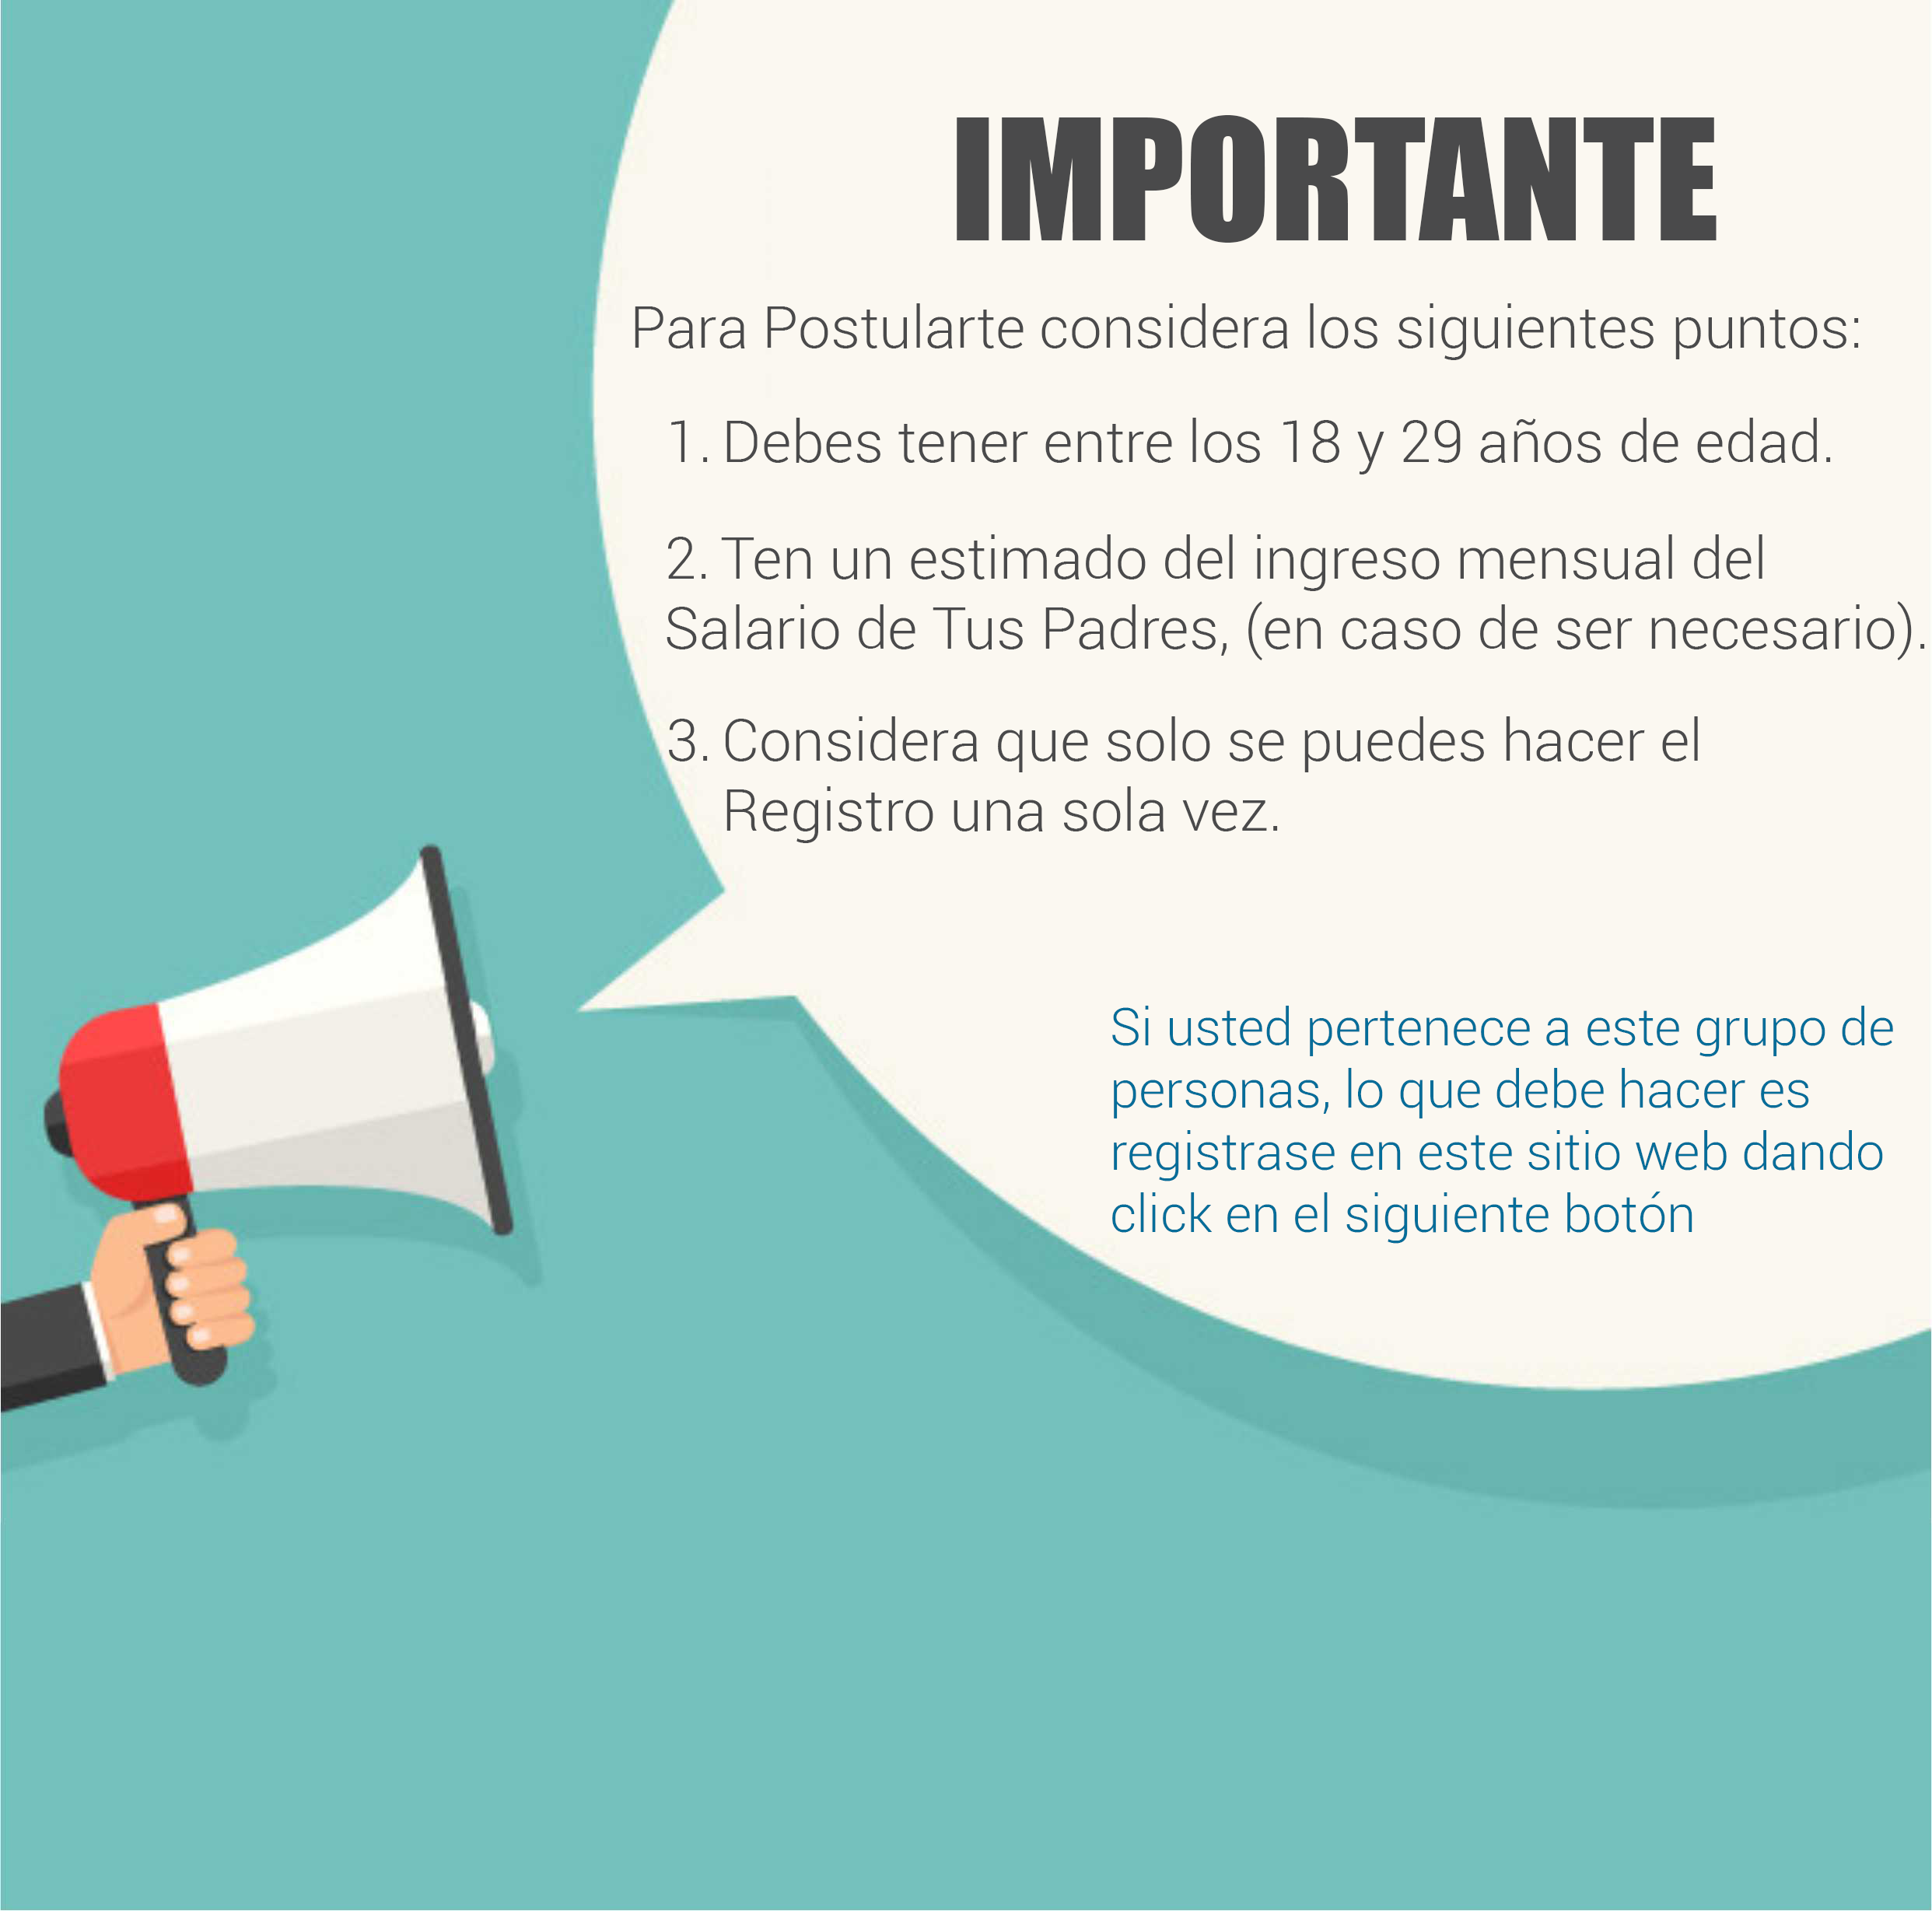 IMPORTANTE
Para Postularte considera los siguientes puntos:
1. Debes tener entre los 18 y 29 años de edad.
2. Ten un estimado del ingreso mensual del
Salario de Tus Padres, (en caso de ser necesario).
3. Considera que solo se puedes hacer el
Registro una sola vez.
Si usted pertenece a este grupo de
personas, lo que debe hacer es
registrase en este sitio web dando
click en el siguiente botón